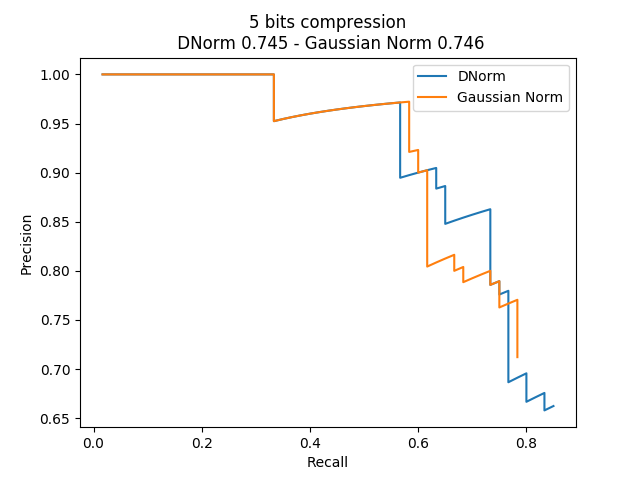 5 bits compression
DNorm 0.745 - Gaussian Norm 0.746
DNorm
Gaussian Norm
Precision
1.00
0.95
0.90
0.85
0.80
0.75
0.70
0.65
0.0
0.2
0.4
0.6
0.8
Recall